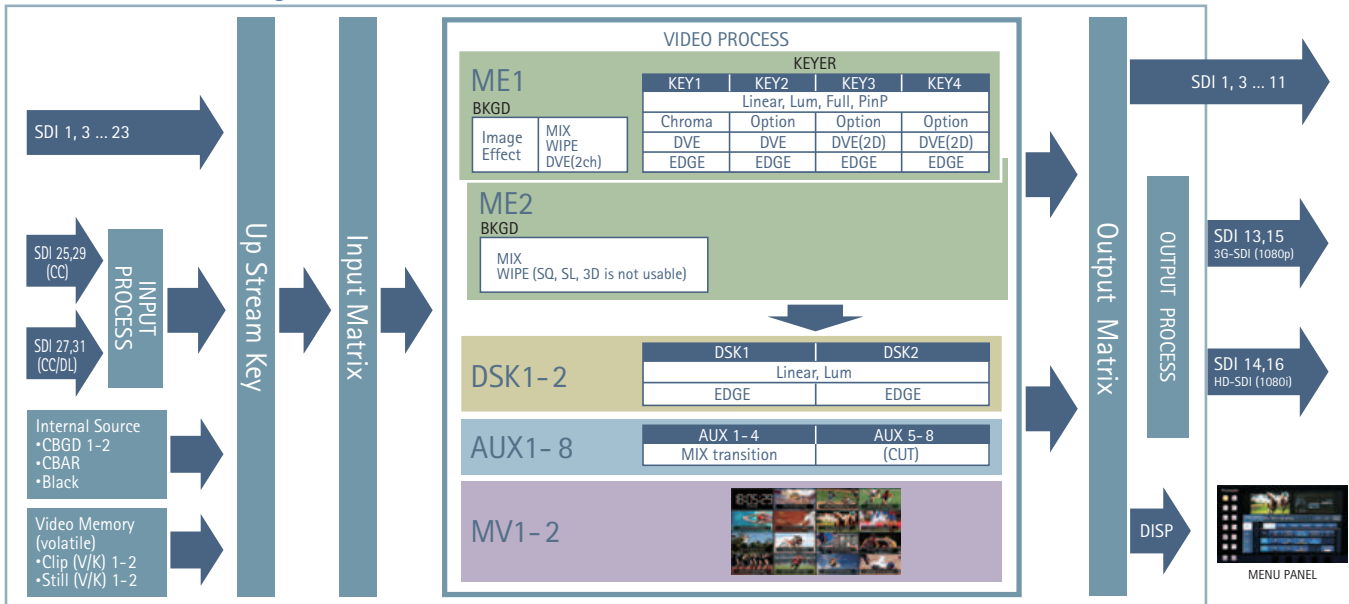 SDI 1, 3 ... 23
SDI 25,29
(CC)
SDI 27,31
(CC/DL)
INPUT
PROCESS
Internal Source
•CBGD 1-2
•CBAR
•Black
Video Memory
(volatile)
•Clip (V/K) 1-2
•Still (V/K) 1-2
Up Stream Key
Input Matrix
VIDEO PROCESS
ME1
BKGD
Image
Effect
MIX
WIPE
DVE(2ch)
KEYER
KEY1 KEY2 KEY3 KEY4
Linear, Lum, Full, PinP
Chroma Option Option Option
DVE DVE DVE(2D) DVE(2D)
EDGE EDGE EDGE EDGE
ME2
BKGD
MIX
WIPE (SQ, SL, 3D is not usable)
DSK1-2
DSK1 DSK2
Linear, Lum
EDGE EDGE
AUX1-8
AUX 1-4 AUX 5-8
MIX transition (CUT)
MV1-2
Output Matrix
OUTPUT PROCESS
SDI 1, 3 ... 11
SDI 13,15
3G-SDI (1080p)
SDI 14,16
HD-SDI (1080i)
DISP
MENU PANEL